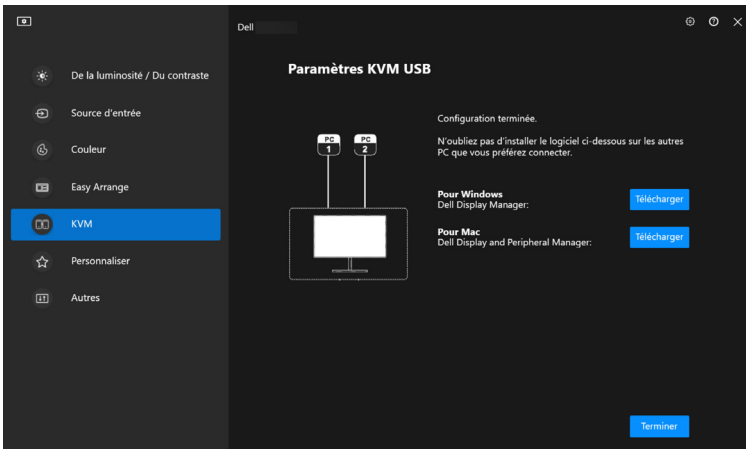 Dell
De la luminosité / Du contraste
Source d'entrée
Couleur
Easy Arrange
KVM
Personnaliser
Autres
Paramètres KVM USB
PC
1
PC
2
Configuration terminée.
N'oubliez pas d'installer le logiciel ci-dessous sur les autres
PC que vous préférez connecter.
Pour Windows
Dell Display Manager:
Télécharger
Pour Mac
Dell Display and Peripheral Manager:
Télécharger
Terminer